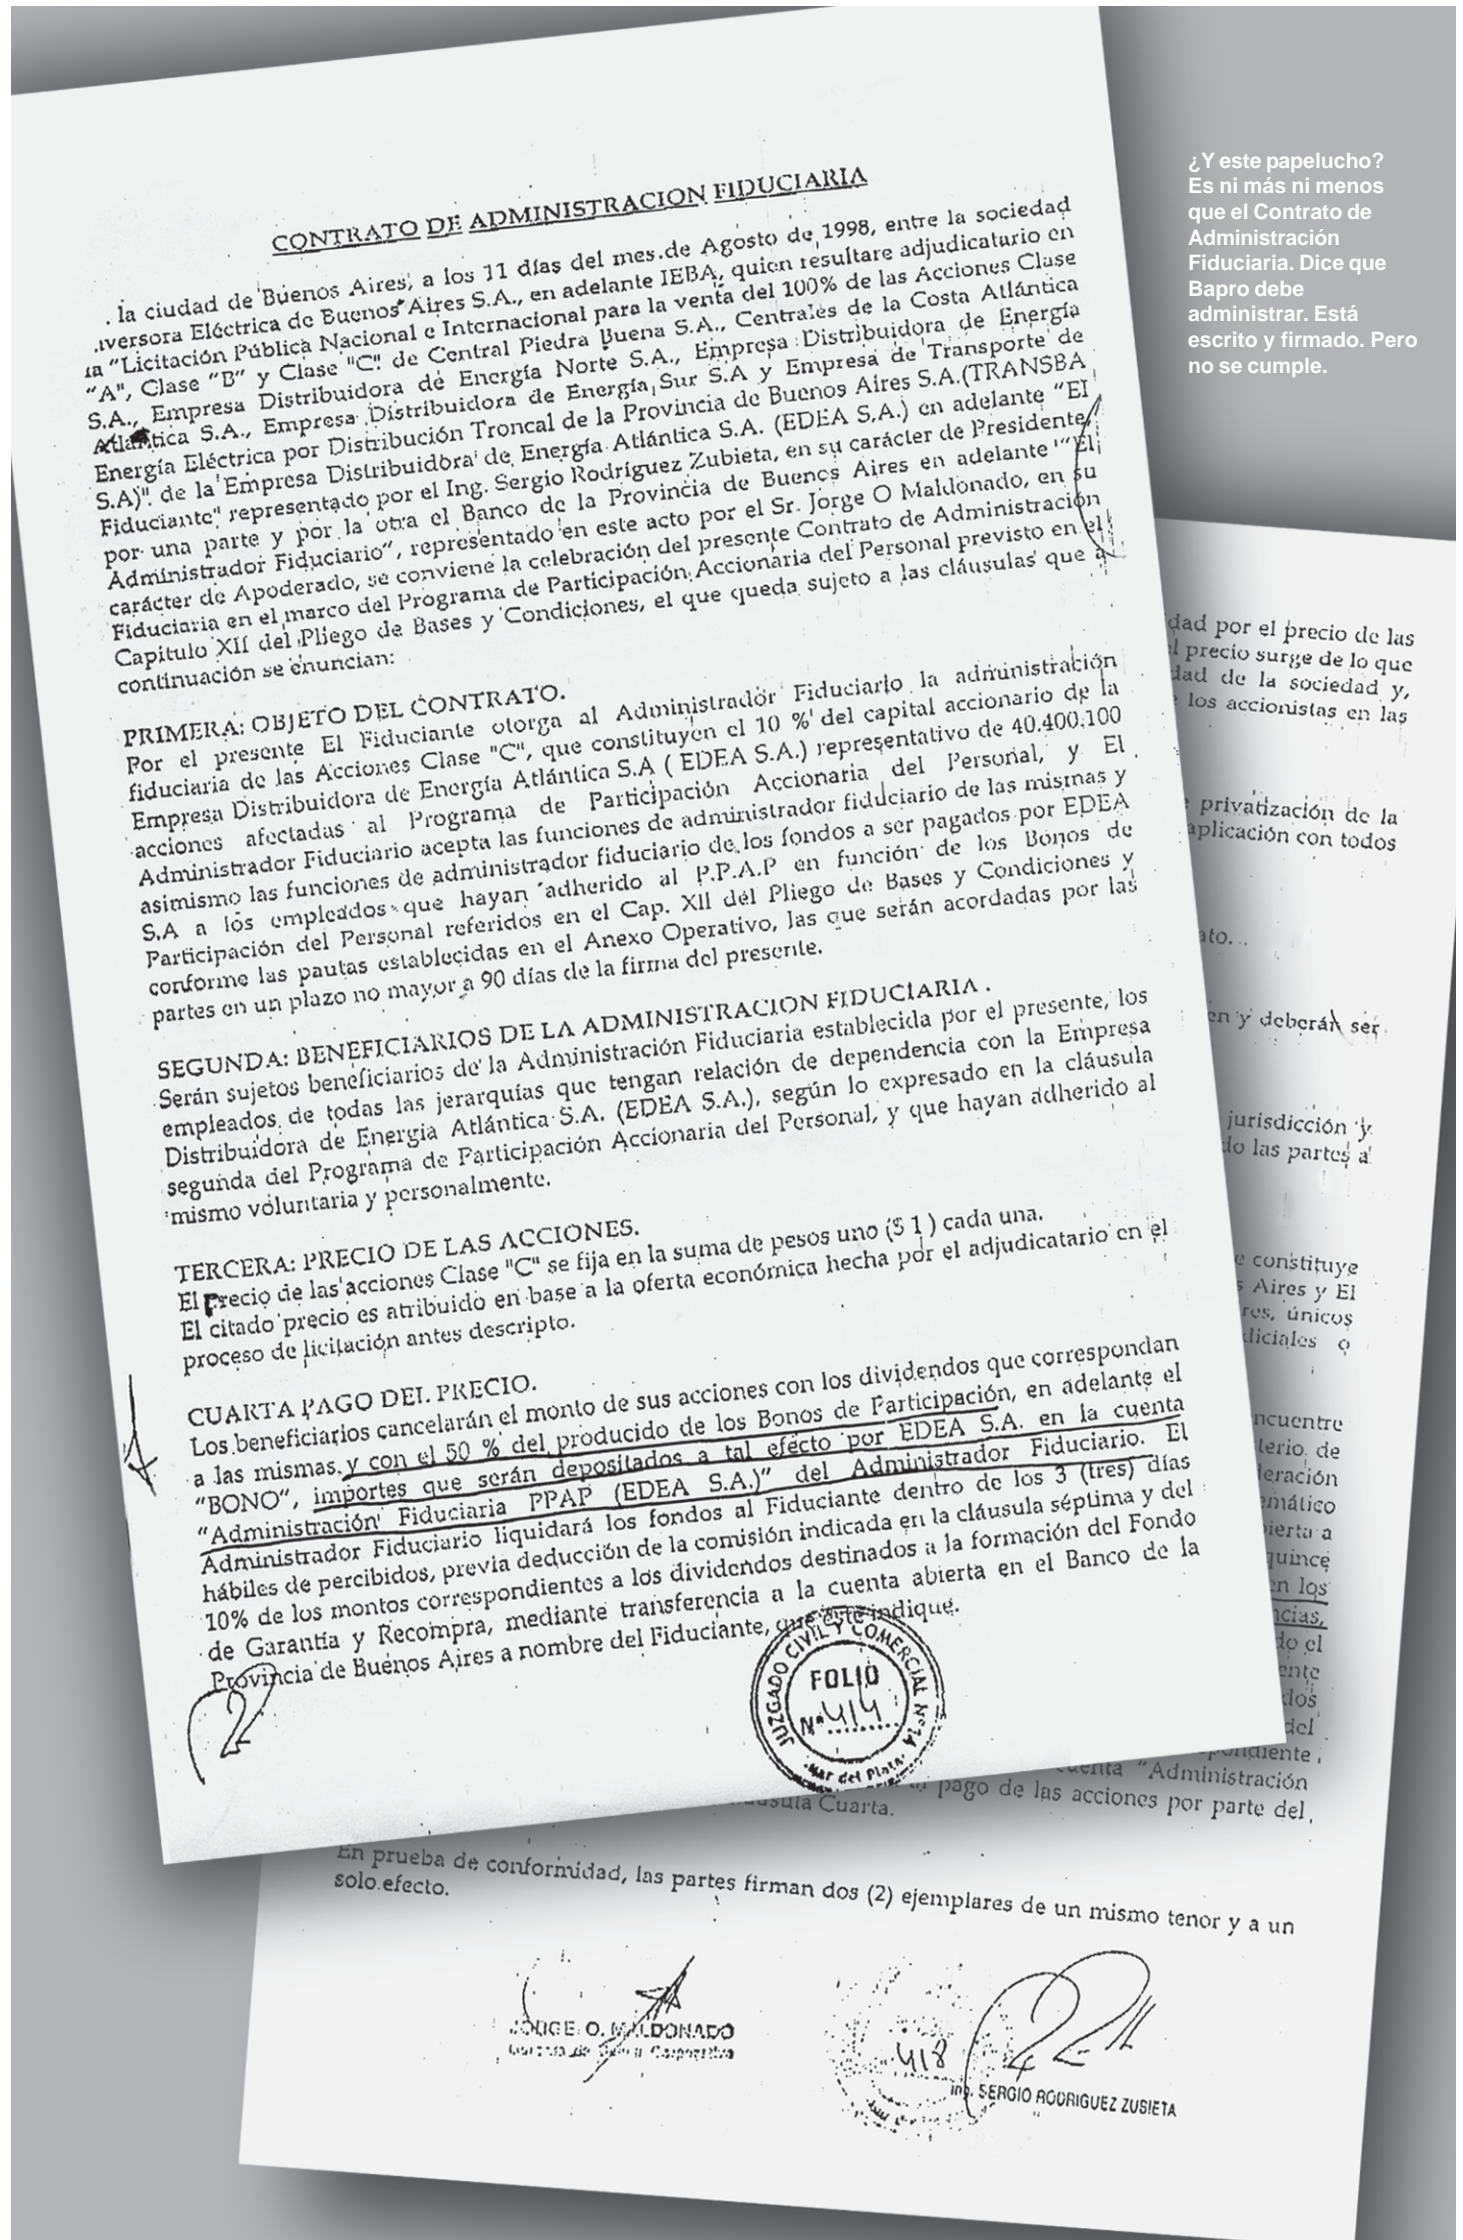 ¿Y este papelucho?
Es ni más ni menos
que el Contrato de
Administración
Fiduciaria. Dice que
Bapro debe
administrar. Está
escrito y firmado. Pero
no se cumple.
CONTRATO DE ADMINISTRACION FIDUCIARIA
la ciudad de Buenos Aires, a los 11 días del mes de Agosto de 1998, entre la sociedad
versora Eléctrica de Buenos Aires S.A., en adelante IEBA, quien resultare adjudicatario en
la "Licitación Pública Nacional e Internacional para la venta del 100% de las Acciones Clase
"A", Clase "B" y Clase "C" de Central Piedra Buena S.A., Centrales de la Costa Atlántica
S.A., Empresa Distribuidora de Energía Norte S.A., Empresa Distribuidora de Energía
Atlántica S.A., Empresa Distribuidora de Energía Sur S.A y Empresa de Transporte de
Energía Eléctrica por Distribución Troncal de la Provincia de Buenos Aires S.A.(TRANSBA
S.A)" de la Empresa Distribuidora de Energía Atlántica S.A. (EDEA S.A.) en adelante "El
Fiduciante" representado por el Ing. Sergio Rodríguez Zubieta, en su carácter de Presidente,
por una parte y por la otra el Banco de la Provincia de Buenos Aires en adelante "El
Administrador Fiduciario", representado en este acto por el Sr. Jorge O Maldonado, en su
carácter de Apoderado, se conviene la celebración del presente Contrato de Administración
Fiduciaria en el marco del Programa de Participación Accionaria del Personal previsto en el
Capítulo XII del Pliego de Bases y Condiciones, el que queda sujeto a las cláusulas que a
continuación se enuncian:
PRIMERA: OBJETO DEL CONTRATO.
Por el presente El Fiduciante otorga al Administrador Fiduciario la administración
fiduciaria de las Acciones Clase "C", que constituyen el 10 % del capital accionario de la
Empresa Distribuidora de Energía Atlántica S.A ( EDEA S.A.) representativo de 40.400.100
acciones afectadas al Programa de Participación Accionaria del Personal, y El
Administrador Fiduciario acepta las funciones de administrador fiduciario de las mismas y
asimismo las funciones de administrador fiduciario de los fondos a ser pagados por EDEA
S.A a los empleados que hayan adherido al P.P.A.P en función de los Bonos de
Participación del Personal referidos en el Cap. XII del Pliego de Bases y Condiciones y
conforme las pautas establecidas en el Anexo Operativo, las que serán acordadas por las
partes en un plazo no mayor a 90 días de la firma del presente.
SEGUNDA: BENEFICIARIOS DE LA ADMINISTRACION FIDUCIARIA .
Serán sujetos beneficiarios de la Administración Fiduciaria establecida por el presente, los
empleados de todas las jerarquías que tengan relación de dependencia con la Empresa
Distribuidora de Energia Atlántica S.A. (EDEA S.A.), según lo expresado en la cláusula
segunda del Programa de Participación Accionaria del Personal, y que hayan adherido al
mismo voluntaria y personalmente.
TERCERA: PRECIO DE LAS ACCIONES.
El Precio de las acciones Clase "C" se fija en la suma de pesos uno ($ 1 ) cada una.
El citado precio es atribuido en base a la oferta económica hecha por el adjudicatario en el
proceso de licitación antes descripto.
CUARTA PAGO DEL PRECIO.
Los beneficiarios cancelarán el monto de sus acciones con los dividendos que correspondan
a las mismas y con el 50 % del producido de los Bonos de Participación, en adelante el
"BONO", importes que serán depositados a tal efecto por EDEA S.A. en la cuenta
"Administración Fiduciaria PPAP (EDEA S.A.)" del Administrador Fiduciario. El
Administrador Fiduciario liquidará los fondos al Fiduciante dentro de los 3 (tres) días
hábiles de percibidos, previa deducción de la comisión indicada en la cláusula séptima y del
10% de los montos correspondientes a los dividendos destinados a la formación del Fondo
de Garantía y Recompra, mediante transferencia a la cuenta abierta en el Banco de la
Provincia de Buenos Aires a nombre del Fiduciante, que éste indique.
JUZGADO CIVIL Y COMERCIAL Nº14
FOLIO
Nº 414
Mar del Plata
dad por el precio de las
l precio surge de lo que
dad de la sociedad y,
los accionistas en las
privatización de la
aplicación con todos
ato.
en y deberán ser
jurisdicción y
do las partes a
e constituye
s Aires y El
res, únicos
diciales o
ncuentre
terio de
leración
emático
bierta a
quince
en los
ncias,
do el
ente
dos
del
pondiente
cuenta "Administración
al pago de las acciones por parte del
áusula Cuarta.
En prueba de conformidad, las partes firman dos (2) ejemplares de un mismo tenor y a un
solo efecto.
JORGE O. MALDONADO
418
Ing. SERGIO RODRIGUEZ ZUBIETA